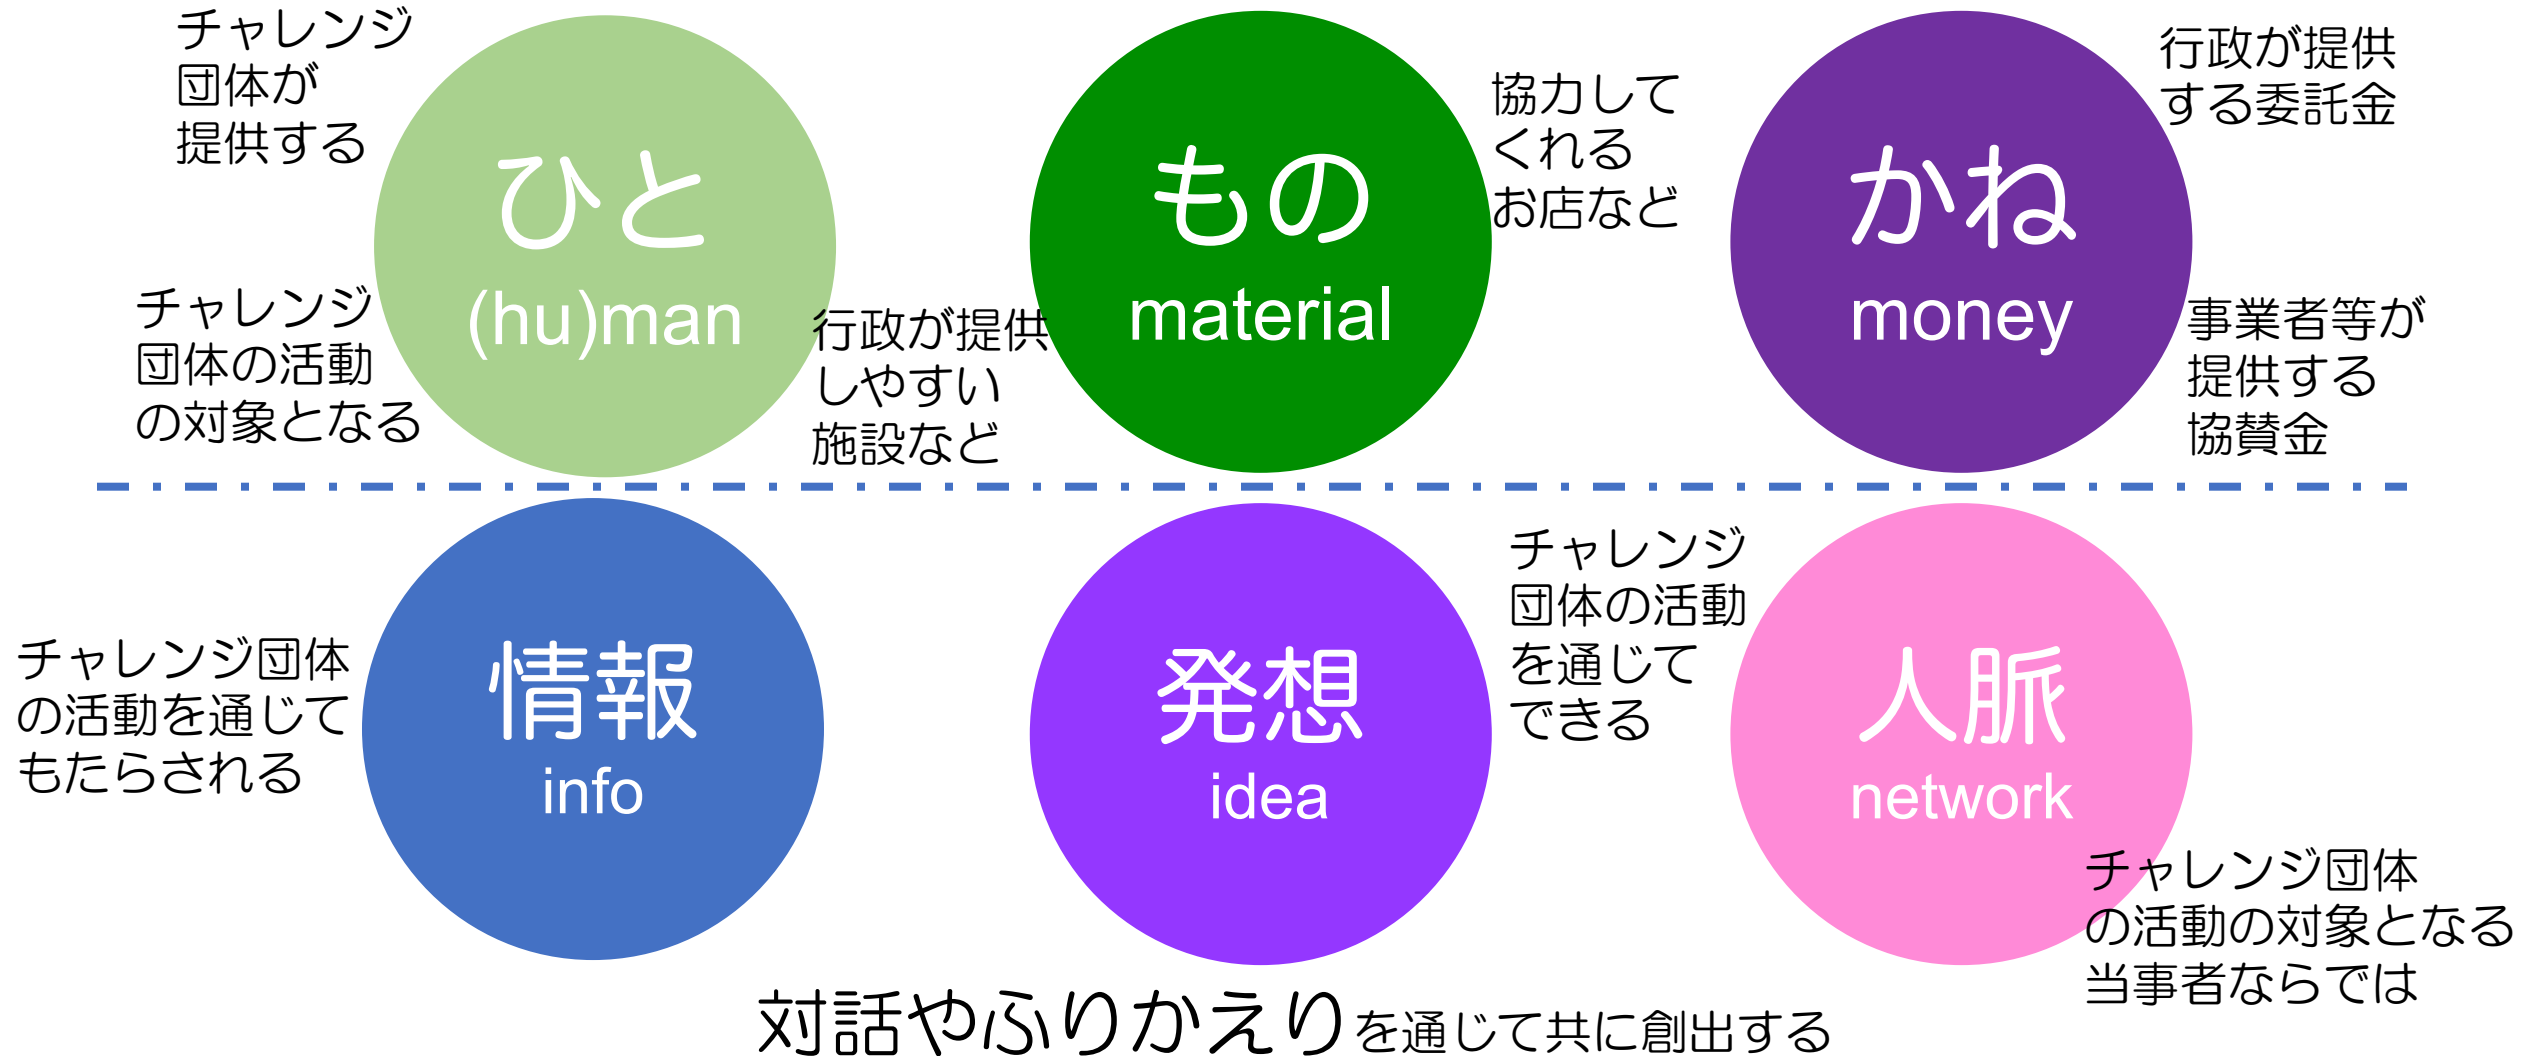 チャレンジ
団体が
提供する
ひと
(hu)man
チャレンジ
団体の活動
の対象となる
行政が提供
しやすい
施設など
もの
material
協力して
くれる
お店など
かね
money
行政が提供
する委託金
事業者等が
提供する
協賛金
チャレンジ団体
の活動を通じて
もたらされる
情報
info
発想
idea
チャレンジ
団体の活動
を通じて
できる
人脈
network
チャレンジ団体
の活動の対象となる
当事者ならでは
対話やふりかえりを通じて共に創出する